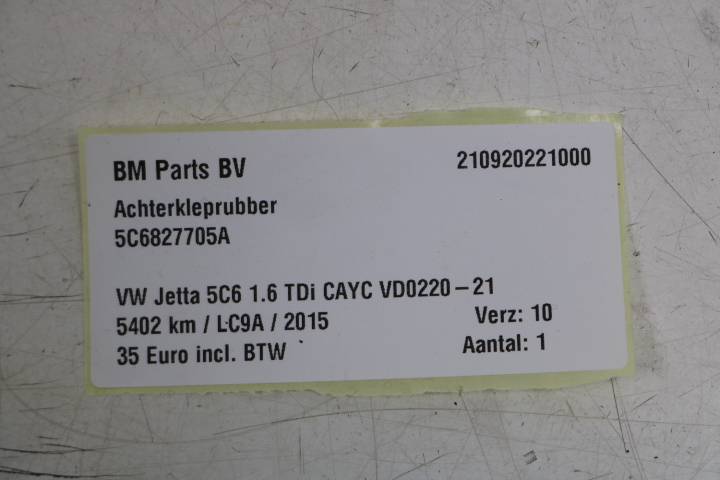 BM Parts BV 210920221000
Achterkleprubber
5C6827705A
VW Jetta 5C6 1.6 TDi CAYC VD0220-21
5402 km / LC9A / 2015 Verz: 10
35 Euro incl. BTW Aantal: 1